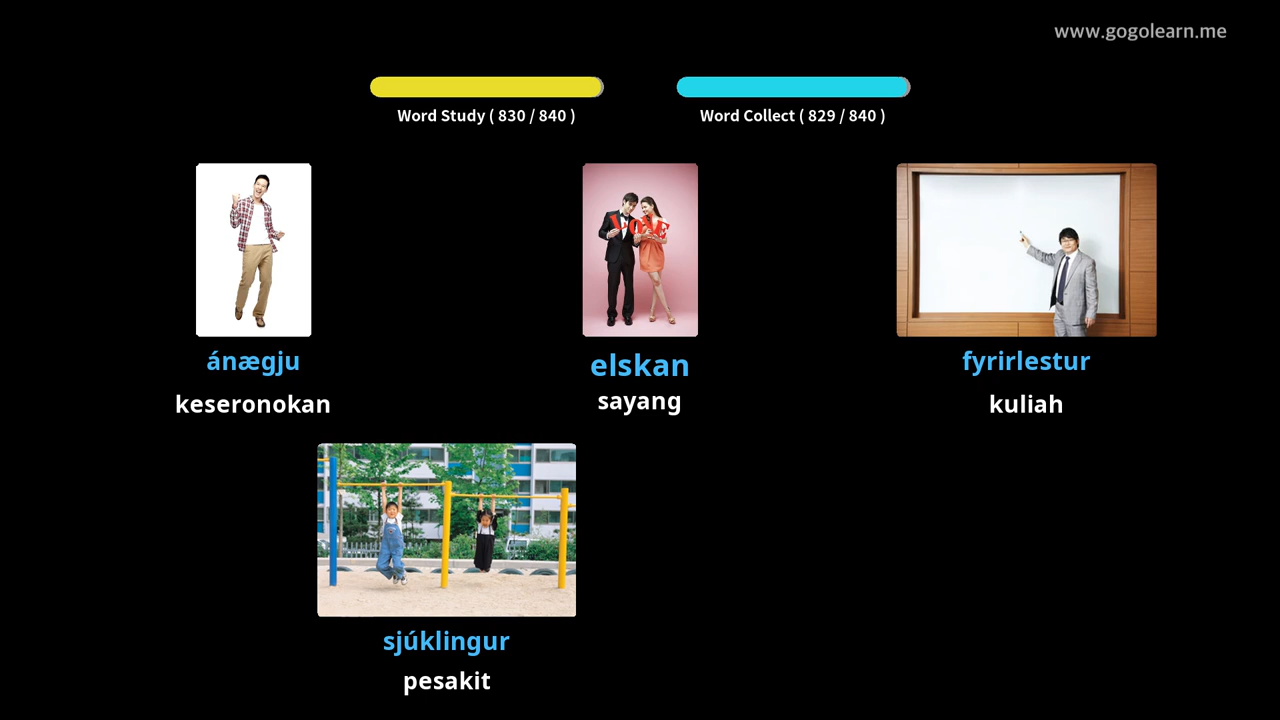 www.gogolearn.me
Word Study ( 830 / 840 )
Word Collect ( 829 / 840 )
LoVE
ánægju
keseronokan
elskan
sayang
fyrirlestur
kuliah
sjúklingur
pesakit